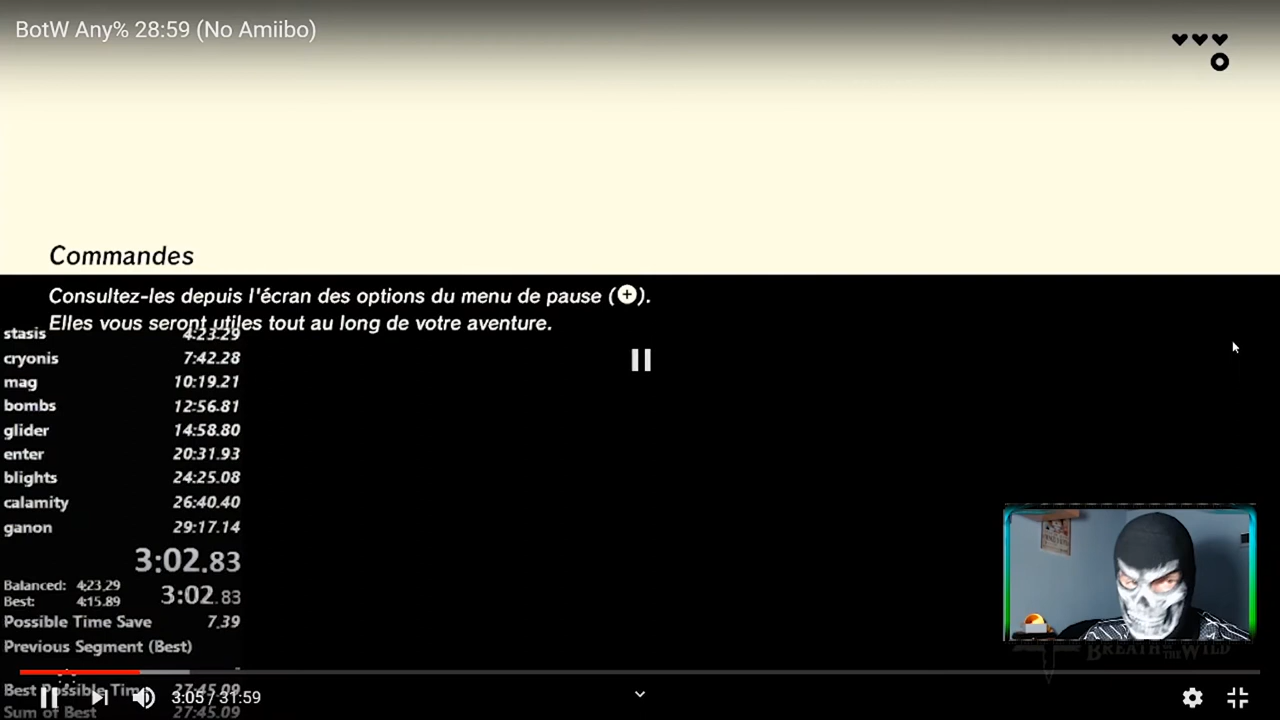 BotW Any% 28:59 (No Amiibo)
Commandes
Consultez-les depuis l'écran des options du menu de pause (+).
Elles vous seront utiles tout au long de votre aventure.
stasis 4:23.29
cryonis 7:42.28
mag 10:19.21
bombs 12:56.81
glider 14:58.80
enter 20:31.93
blights 24:25.08
calamity 26:40.40
ganon 29:17.14
3:02.83
Balanced: 4:23.29
Best: 4:15.89
3:02.83
Possible Time Save 7.39
Previous Segment (Best)
-
BREATH OF THE WILD
Best Possible Time 27:45.09
3:05 / 31:59
Sum of Best 27:45.09